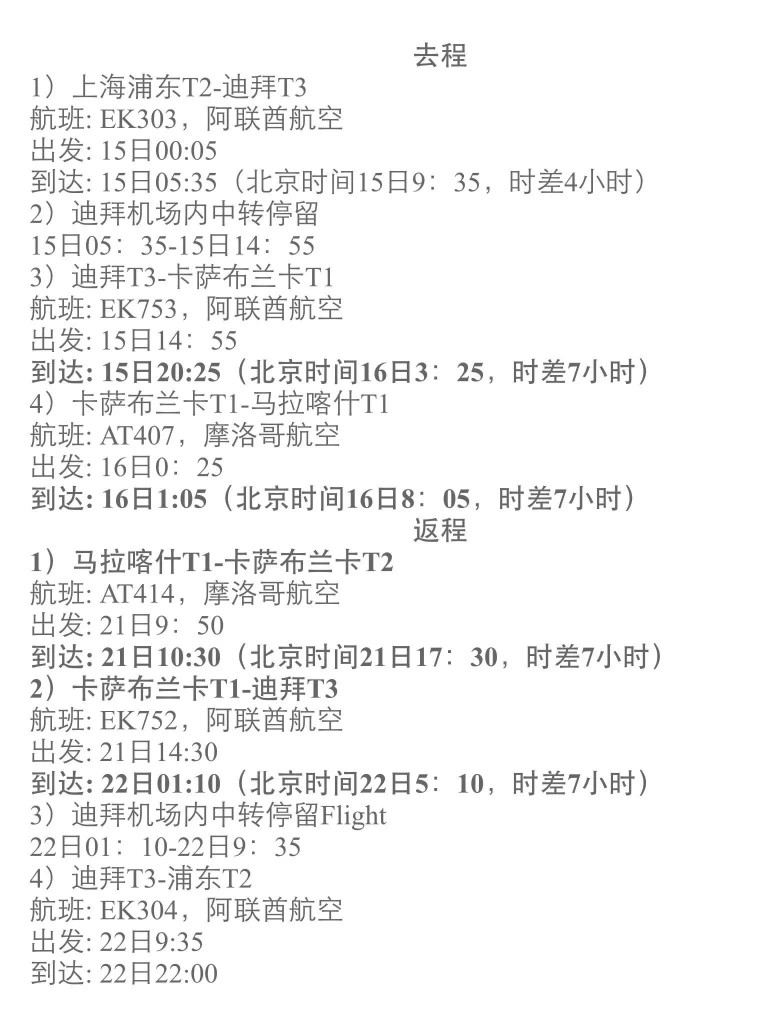 去程
1）上海浦东T2-迪拜T3
航班: EK303，阿联酋航空
出发: 15日00:05
到达: 15日05:35（北京时间15日9：35，时差4小时）
2）迪拜机场内中转停留
15日05：35-15日14：55
3）迪拜T3-卡萨布兰卡T1
航班: EK753，阿联酋航空
出发: 15日14：55
到达: 15日20:25（北京时间16日3：25，时差7小时）
4）卡萨布兰卡T1-马拉喀什T1
航班: AT407，摩洛哥航空
出发: 16日0：25
到达: 16日1:05（北京时间16日8：05，时差7小时）
返程
1）马拉喀什T1-卡萨布兰卡T2
航班: AT414，摩洛哥航空
出发: 21日9：50
到达: 21日10:30（北京时间21日17：30，时差7小时）
2）卡萨布兰卡T1-迪拜T3
航班: EK752，阿联酋航空
出发: 21日14:30
到达: 22日01:10（北京时间22日5：10，时差7小时）
3）迪拜机场内中转停留Flight
22日01：10-22日9：35
4）迪拜T3-浦东T2
航班: EK304，阿联酋航空
出发: 22日9:35
到达: 22日22:00